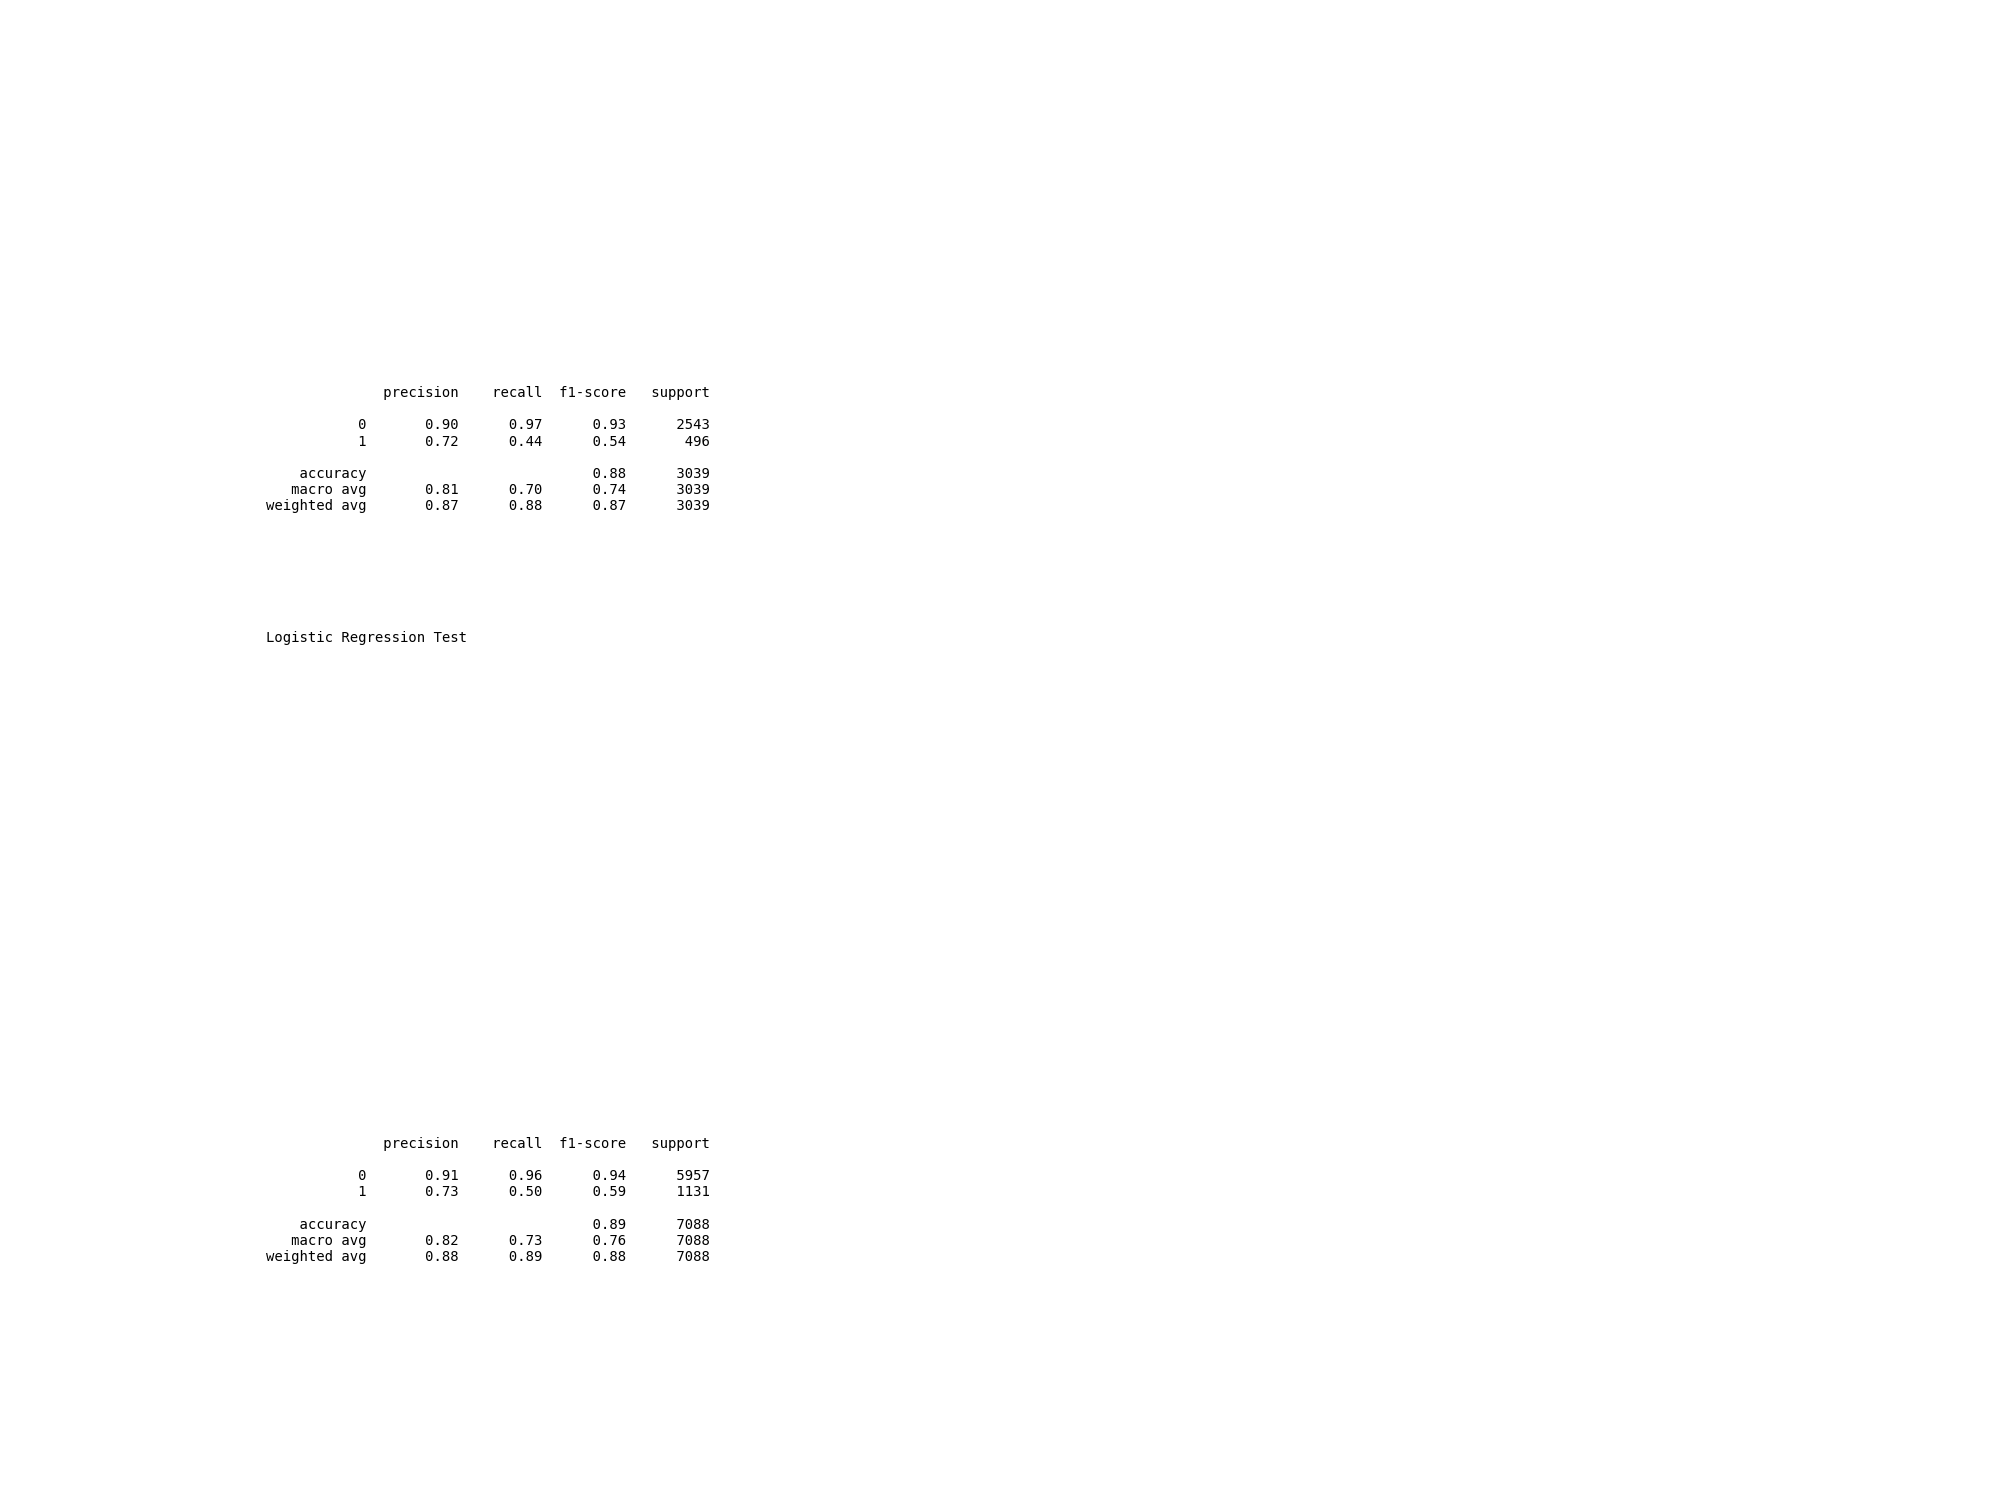 precision recall f1-score support
0 0.90 0.97 0.93 2543
1 0.72 0.44 0.54 496
accuracy 0.88 3039
macro avg 0.81 0.70 0.74 3039
weighted avg 0.87 0.88 0.87 3039
Logistic Regression Test
precision recall f1-score support
0 0.91 0.96 0.94 5957
1 0.73 0.50 0.59 1131
accuracy 0.89 7088
macro avg 0.82 0.73 0.76 7088
weighted avg 0.88 0.89 0.88 7088